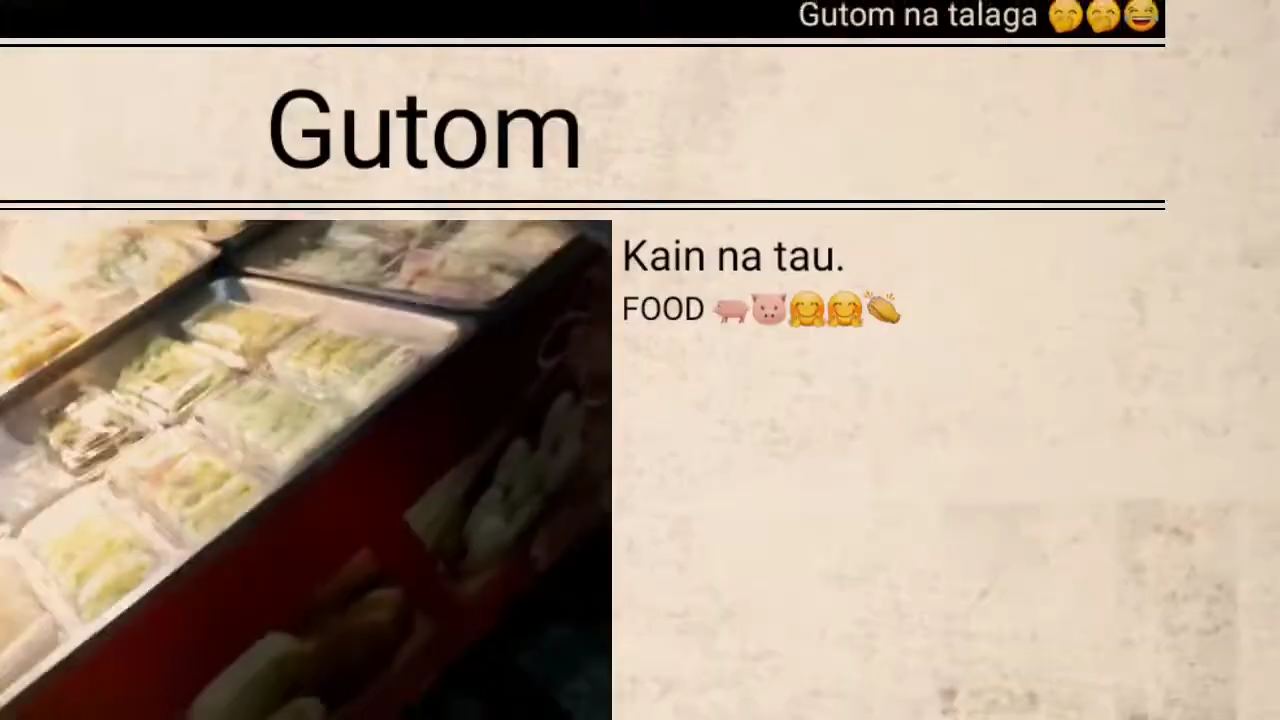 Gutom na talaga 🤭🤭😂
Gutom
Kain na tau.
FOOD 🐖🐷🤗🤗👏